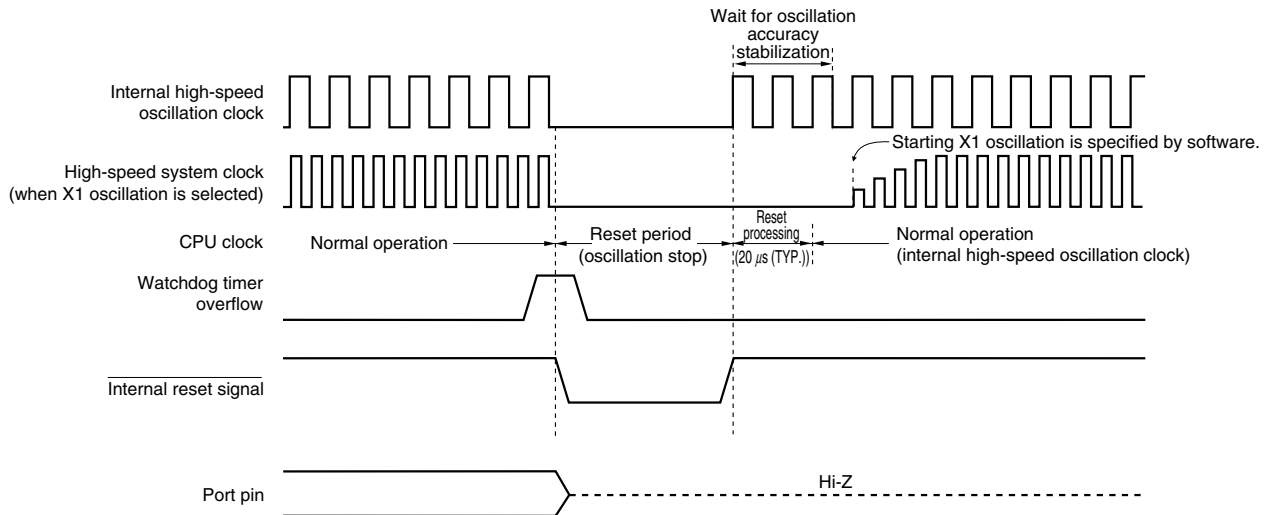 Wait for oscillation
accuracy
stabilization
Internal high-speed
oscillation clock
Starting X1 oscillation is specified by software.
High-speed system clock
(when X1 oscillation is selected)
CPU clock
Normal operation
Reset period
(oscillation stop)
Reset
processing
(20 μs (TYP.))
Normal operation
(internal high-speed oscillation clock)
Watchdog timer
overflow
Internal reset signal
Hi-Z
Port pin